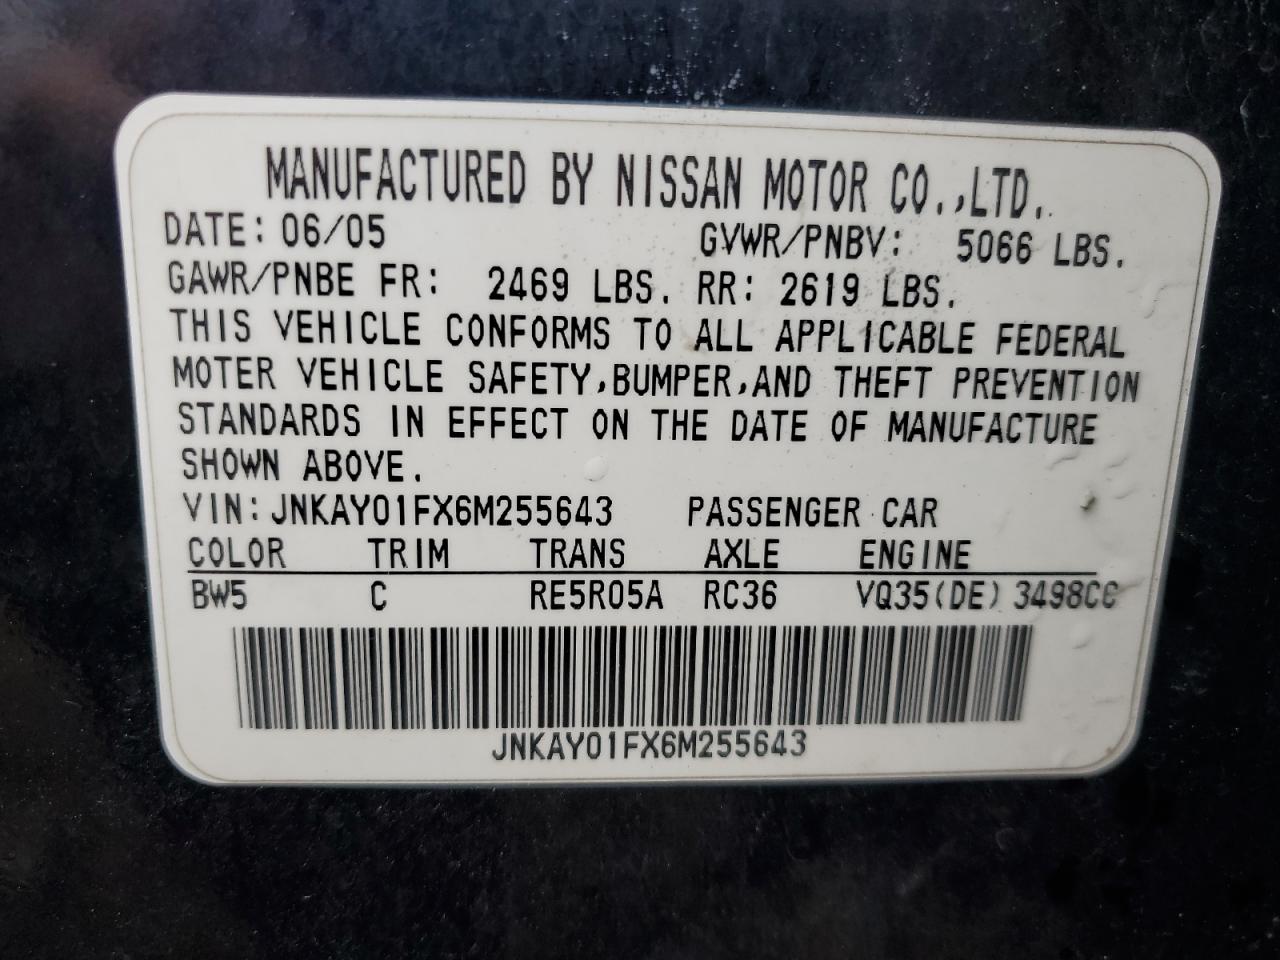 MANUFACTURED BY NISSAN MOTOR CO.,LTD.
DATE: 06/05 GVWR/PNBV: 5066 LBS.
GAWR/PNBE FR: 2469 LBS. RR: 2619 LBS.
THIS VEHICLE CONFORMS TO ALL APPLICABLE FEDERAL
MOTER VEHICLE SAFETY,BUMPER,AND THEFT PREVENTION
STANDARDS IN EFFECT ON THE DATE OF MANUFACTURE
SHOWN ABOVE.
VIN: JNKAY01FX6M255643 PASSENGER CAR
COLOR TRIM TRANS AXLE ENGINE
BW5 C RE5R05A RC36 VQ35(DE) 3498CC
JNKAY01FX6M255643